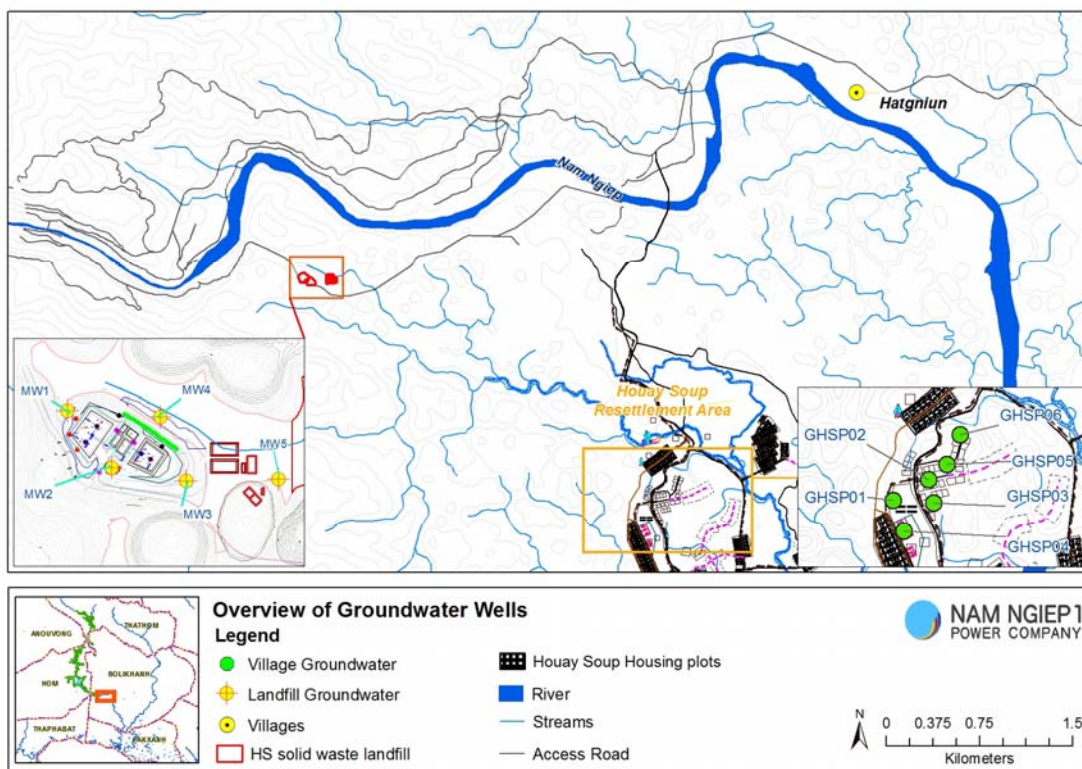 Hatgniun
Nam Ngiep
Houay Soup
Resettlement Area
MW1
MW4
MW5
MW2
MW3
GHSP06
GHSP02
GHSP05
GHSP01
GHSP03
GHSP04
Overview of Groundwater Wells
Legend
Village Groundwater
Landfill Groundwater
Villages
HS solid waste landfill
Houay Soup Housing plots
River
Streams
Access Road
ANOUVONG
THATHOM
HOM
BOLIKHANH
THAPHABAT
PAKXANH
NAM NGIEP 1
POWER COMPANY
N
0 0.375 0.75 1.5
Kilometers